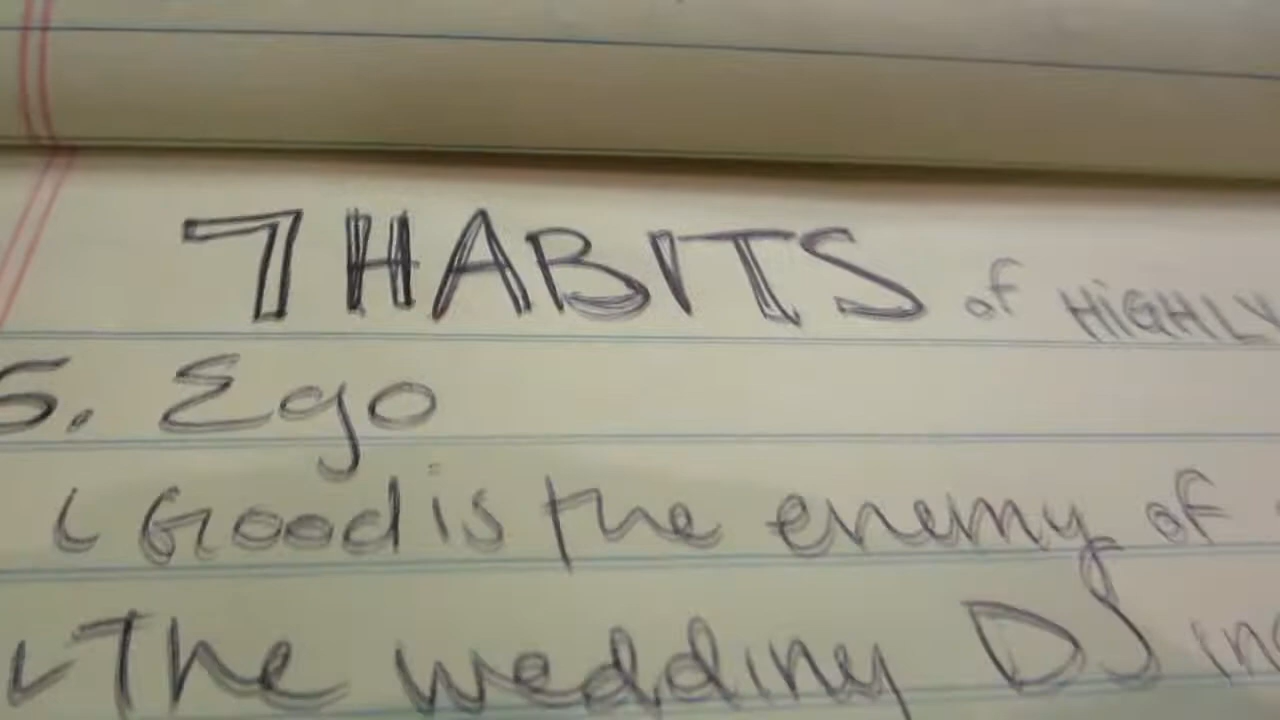 7 HABITS of HIGHLY
5. Ego
Good is the enemy of
The wedding DJ